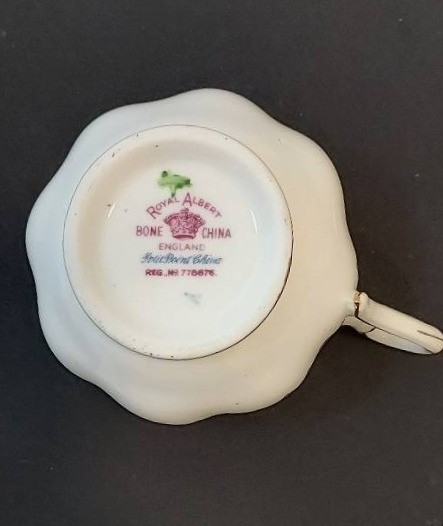 ROYAL ALBERT
BONE CHINA
ENGLAND
REG. Nº 778676.